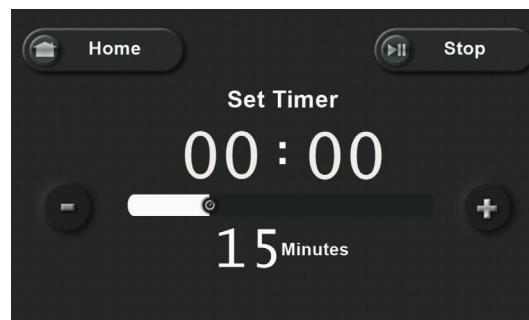 Home
Stop
Set Timer
00 : 00
-
+
15 Minutes